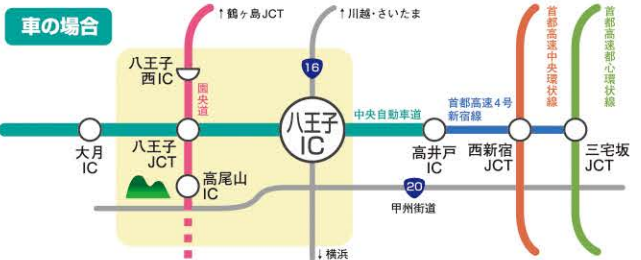 車の場合
↑鶴ヶ島JCT
↑川越・さいたま
八王子
西IC
圏央道
16
首都高速中央環状線
首都高速都心環状線
八王子
IC
中央自動車道
首都高速4号
新宿線
大月
IC
八王子
JCT
高井戸
IC
西新宿
JCT
三宅坂
JCT
高尾山
IC
20
甲州街道
↓横浜